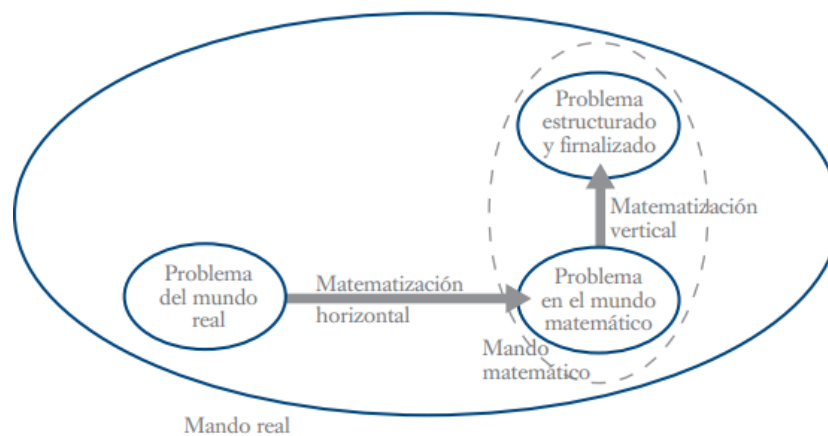 Problema
estructurado
y firnalizado
Matematización
vertical
Problema
del mundo
real
Matematización
horizontal
Problema
en el mundo
matemático
Mando
matemático
Mando real